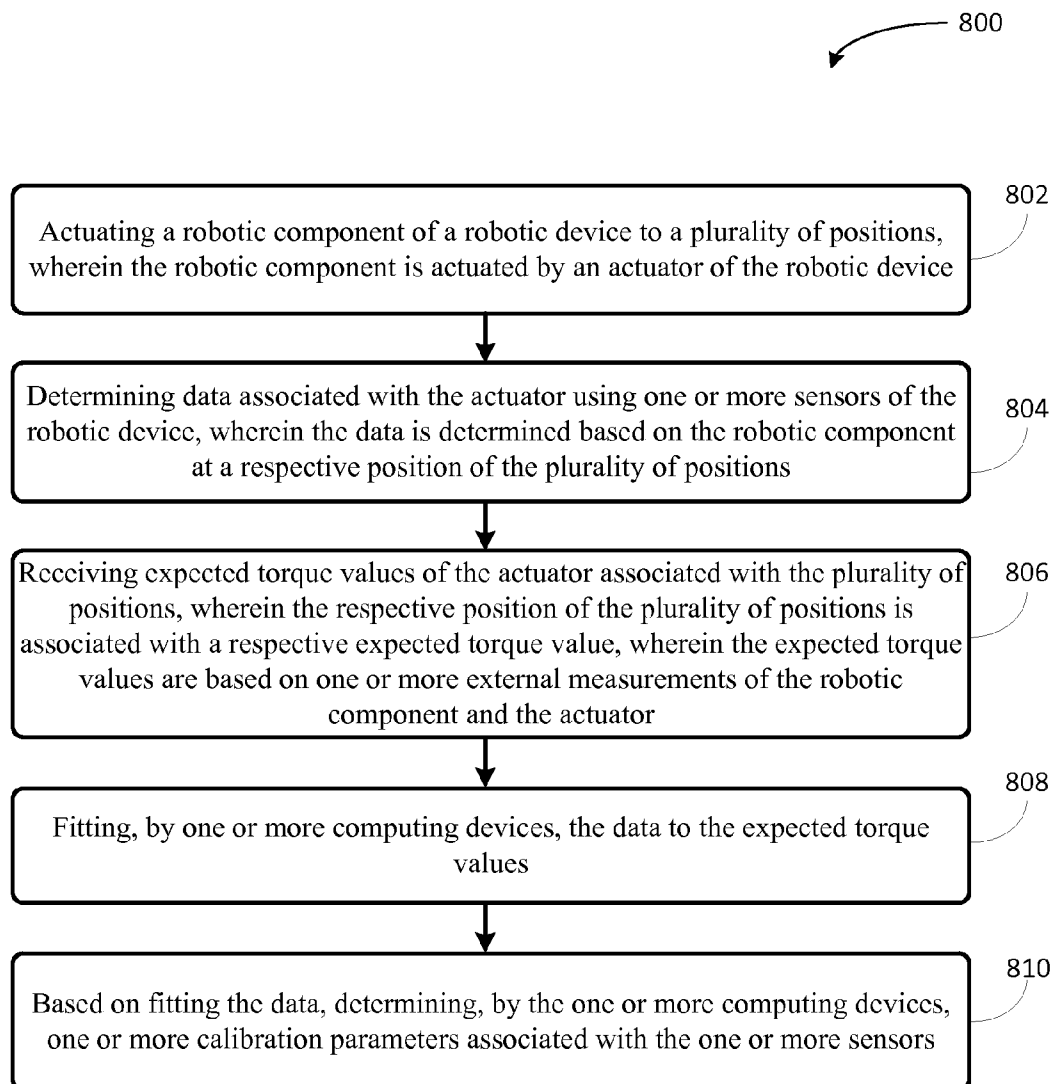 800
802
Actuating a robotic component of a robotic device to a plurality of positions,
wherein the robotic component is actuated by an actuator of the robotic device
804
Determining data associated with the actuator using one or more sensors of the
robotic device, wherein the data is determined based on the robotic component
at a respective position of the plurality of positions
806
Receiving expected torque values of the actuator associated with the plurality of
positions, wherein the respective position of the plurality of positions is
associated with a respective expected torque value, wherein the expected torque
values are based on one or more external measurements of the robotic
component and the actuator
808
Fitting, by one or more computing devices, the data to the expected torque
values
810
Based on fitting the data, determining, by the one or more computing devices,
one or more calibration parameters associated with the one or more sensors